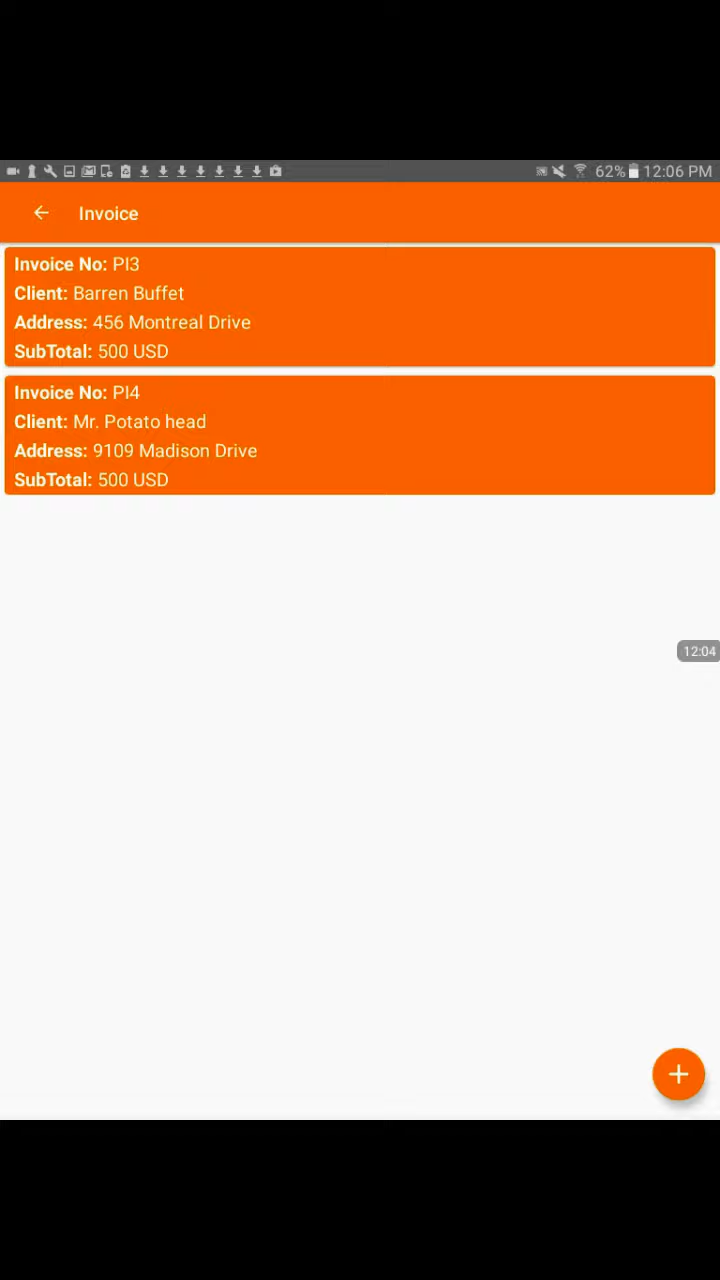 62% 12:06 PM
Invoice
Invoice No: PI3
Client: Barren Buffet
Address: 456 Montreal Drive
SubTotal: 500 USD
Invoice No: PI4
Client: Mr. Potato head
Address: 9109 Madison Drive
SubTotal: 500 USD
12:04